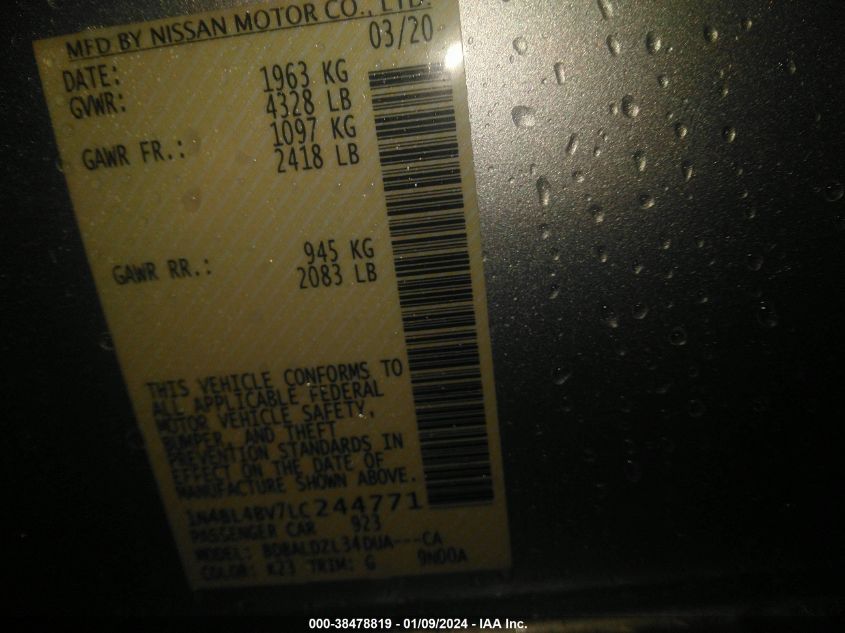 MFD BY NISSAN MOTOR CO., LTD.
DATE: 03/20
GVWR: 1963 KG
4328 LB
GAWR FR.: 1097 KG
2418 LB
GAWR RR.: 945 KG
2083 LB
THIS VEHICLE CONFORMS TO
ALL APPLICABLE FEDERAL
MOTOR VEHICLE SAFETY,
BUMPER, AND THEFT
PREVENTION STANDARDS IN
EFFECT ON THE DATE OF
MANUFACTURE SHOWN ABOVE.
1N4BL4BV7LC244771
PASSENGER CAR 923
MODEL: BDBALDZL34DUA---CA
COLOR: K23 TRIM: G 9N00A
000-38478819 - 01/09/2024 - IAA Inc.